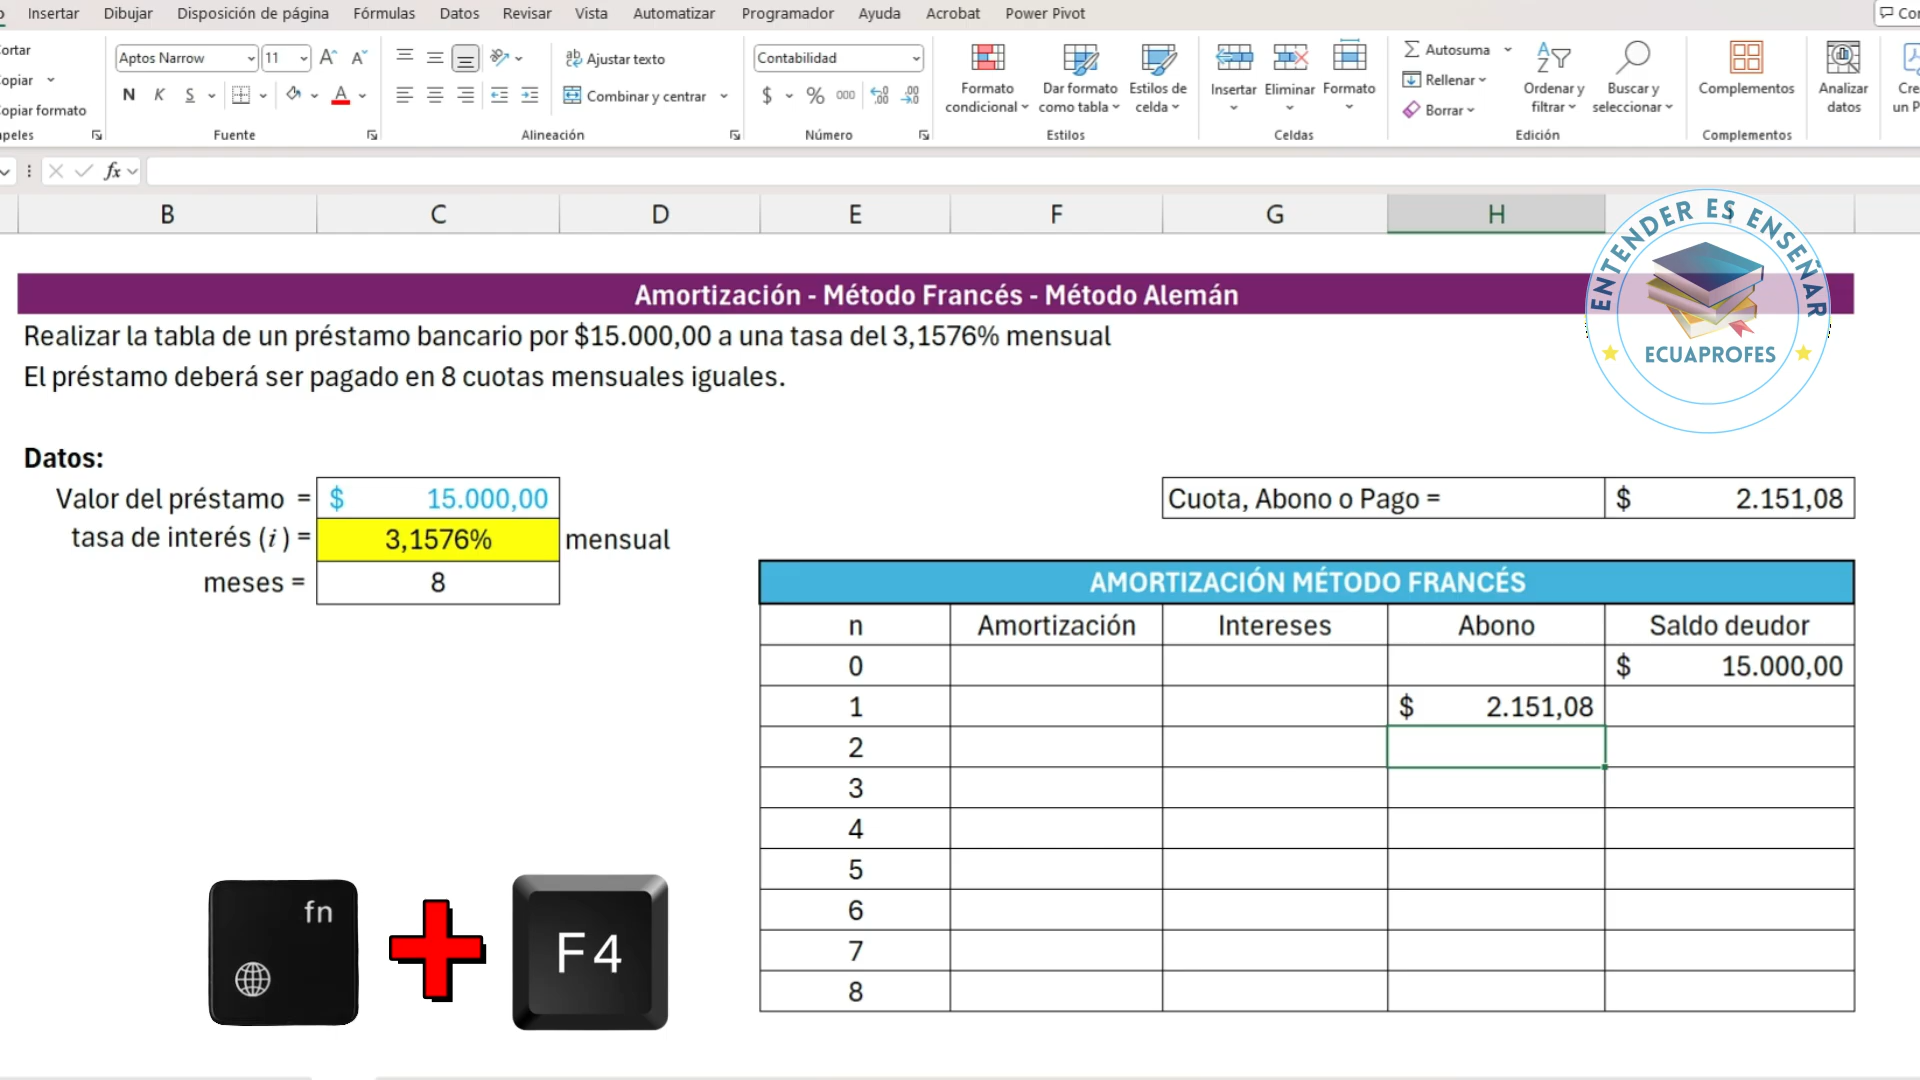 Insertar Dibujar Disposición de página Fórmulas Datos Revisar Vista Automatizar Programador Ayuda Acrobat Power Pivot
Aptos Narrow 11 Ajustar texto Contabilidad
N K S A Combinar y centrar $ % 000
Formato condicional
Dar formato como tabla
Estilos de celda
Insertar Eliminar Formato
Autosuma
Rellenar
Borrar
Ordenar y filtrar
Buscar y seleccionar
Complementos
Analizar datos
opiar formato
Fuente Alineación Número Estilos Celdas Edición Complementos
fx
B C D E F G H
ENTENDER ES ENSEÑAR
ECUAPROFES
Amortización - Método Francés - Método Alemán
Realizar la tabla de un préstamo bancario por $15.000,00 a una tasa del 3,1576% mensual
El préstamo deberá ser pagado en 8 cuotas mensuales iguales.
Datos:
Valor del préstamo = $ 15.000,00
tasa de interés (i ) = 3,1576% mensual
meses = 8
Cuota, Abono o Pago = $ 2.151,08
AMORTIZACIÓN MÉTODO FRANCÉS
n Amortización Intereses Abono Saldo deudor
0 $ 15.000,00
1 $ 2.151,08
2
3
4
5
6
7
8
fn
F4